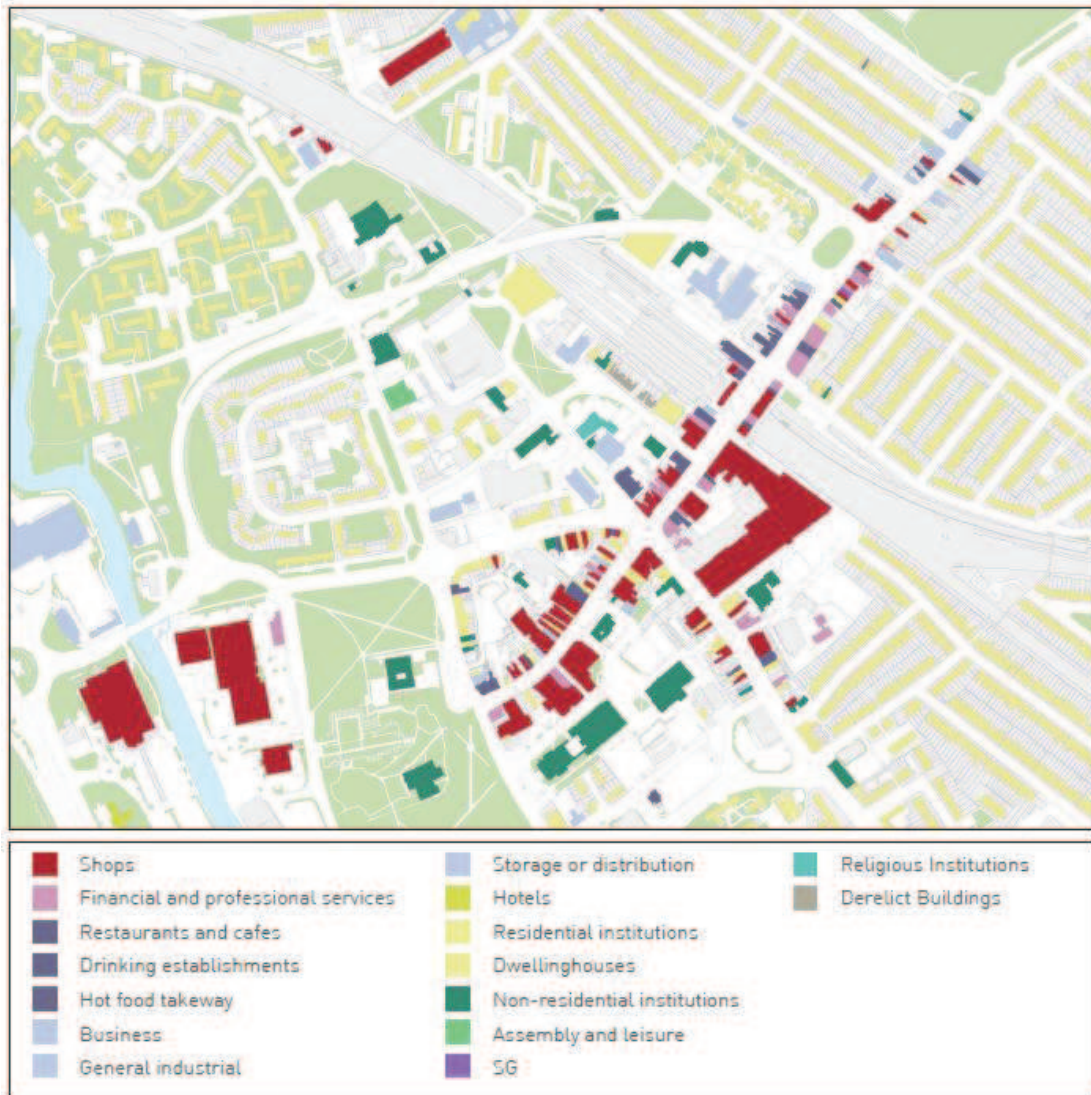 Shops
Financial and professional services
Restaurants and cafes
Drinking establishments
Hot food takeway
Business
General industrial
Storage or distribution
Hotels
Residential institutions
Dwellinghouses
Non-residential institutions
Assembly and leisure
SG
Religious Institutions
Derelict Buildings